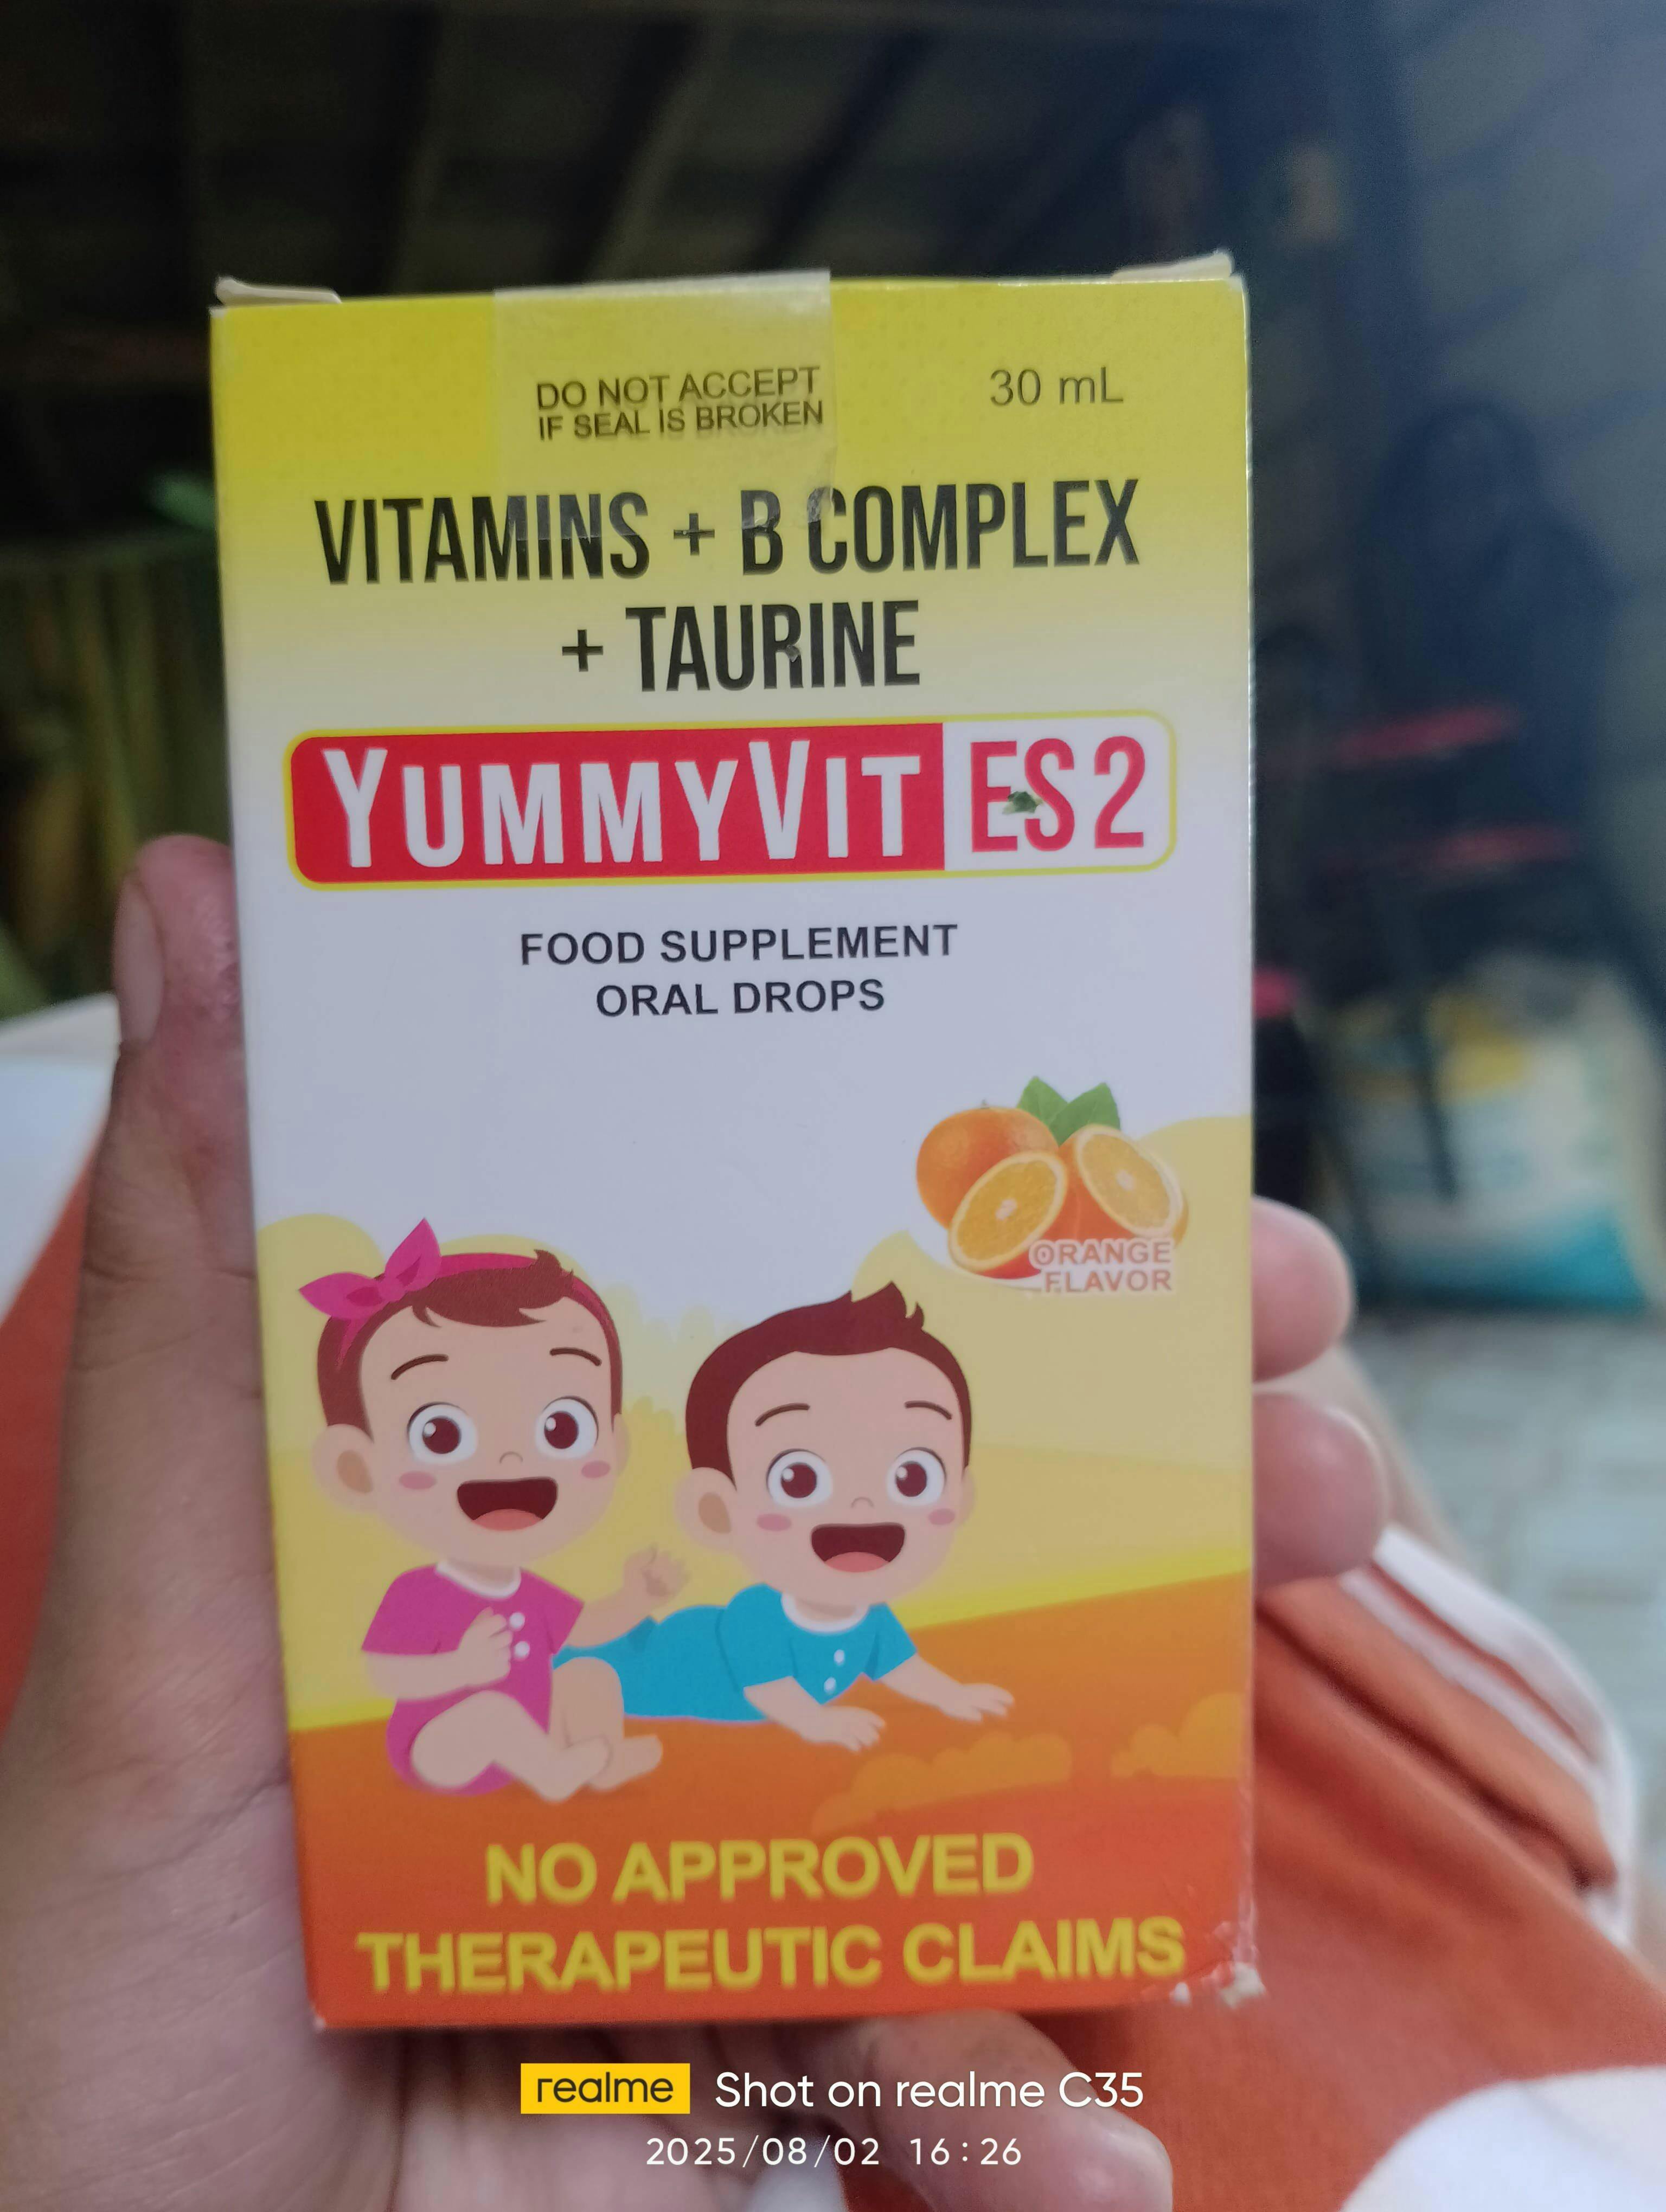 DO NOT ACCEPT
IF SEAL IS BROKEN
30 mL
VITAMINS + B COMPLEX
+ TAURINE
YUMMYVIT ES2
FOOD SUPPLEMENT
ORAL DROPS
ORANGE
FLAVOR
NO APPROVED
THERAPEUTIC CLAIMS
realme Shot on realme C35
2025/08/02 16:26